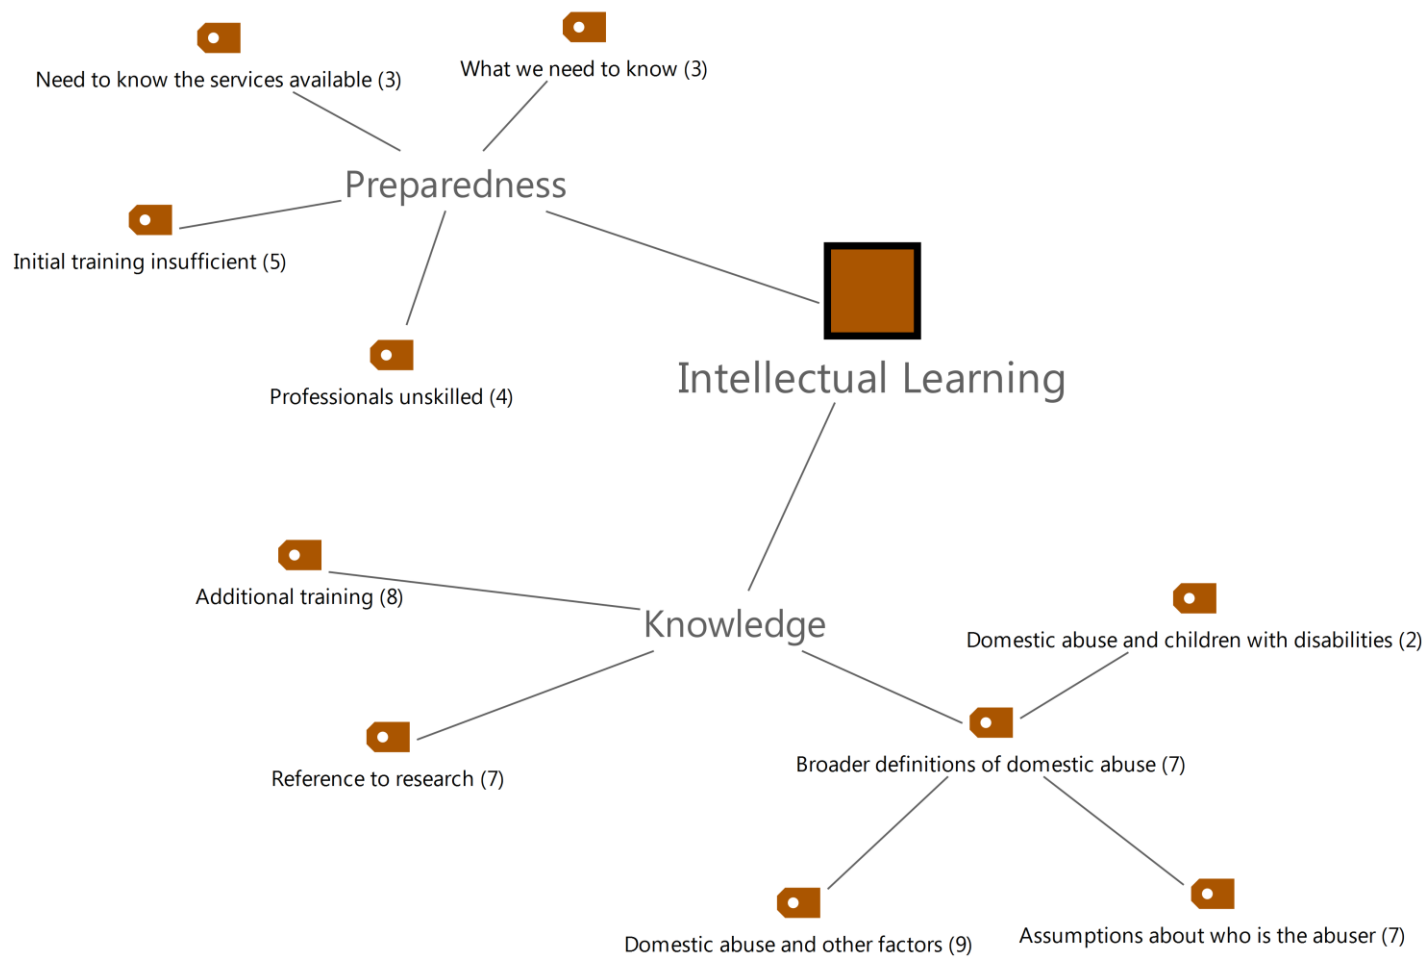 What we need to know (3)
Need to know the services available (3)
Preparedness
Initial training insufficient (5)
Intellectual Learning
Professionals unskilled (4)
Additional training (8)
Knowledge
Domestic abuse and children with disabilities (2)
Broader definitions of domestic abuse (7)
Reference to research (7)
Assumptions about who is the abuser (7)
Domestic abuse and other factors (9)